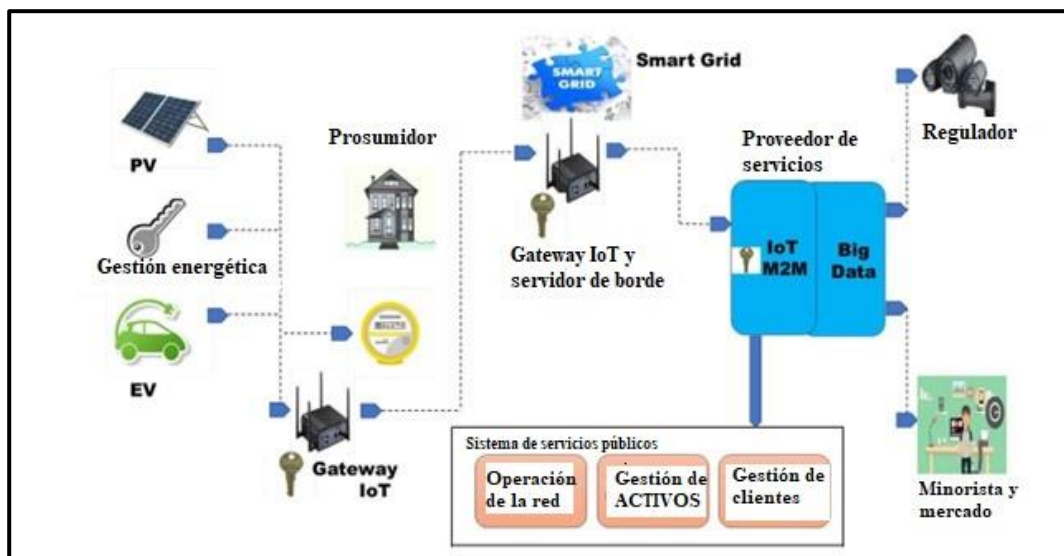 PV
Gestión energética
EV
Prosumidor
Gateway
IoT
SMART
GRID
Smart Grid
Gateway IoT y
servidor de borde
Proveedor de
servicios
IoT
M2M
Big
Data
Regulador
Minorista y
mercado
Sistema de servicios públicos
Operación
de la red
Gestión de
ACTIVOS
Gestión de
clientes